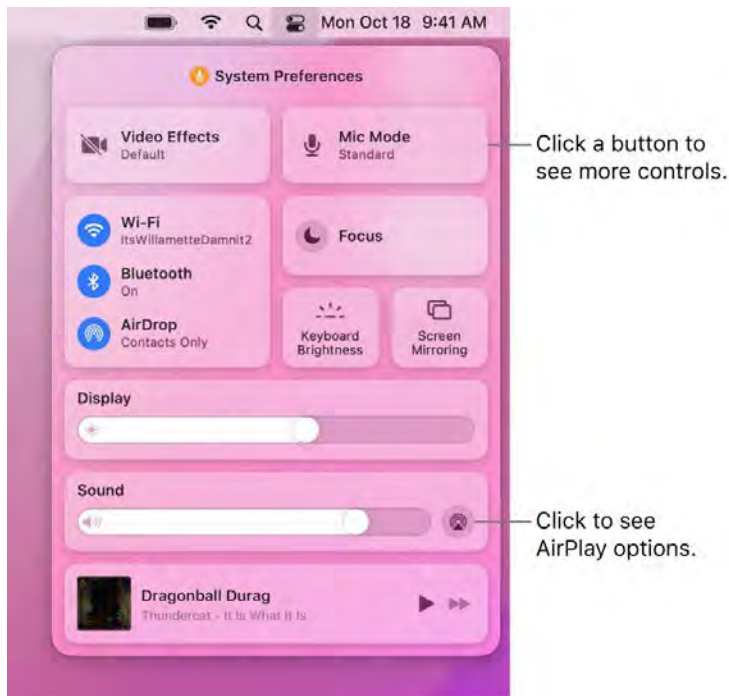 Mon Oct 18 9:41 AM
System Preferences
Video Effects
Default
Mic Mode
Standard
Click a button to
see more controls.
Wi-Fi
ItsWillametteDamnit2
Focus
Bluetooth
On
AirDrop
Contacts Only
Keyboard
Brightness
Screen
Mirroring
Display
Sound
Click to see
AirPlay options.
Dragonball Durag
Thundercat - It Is What It Is